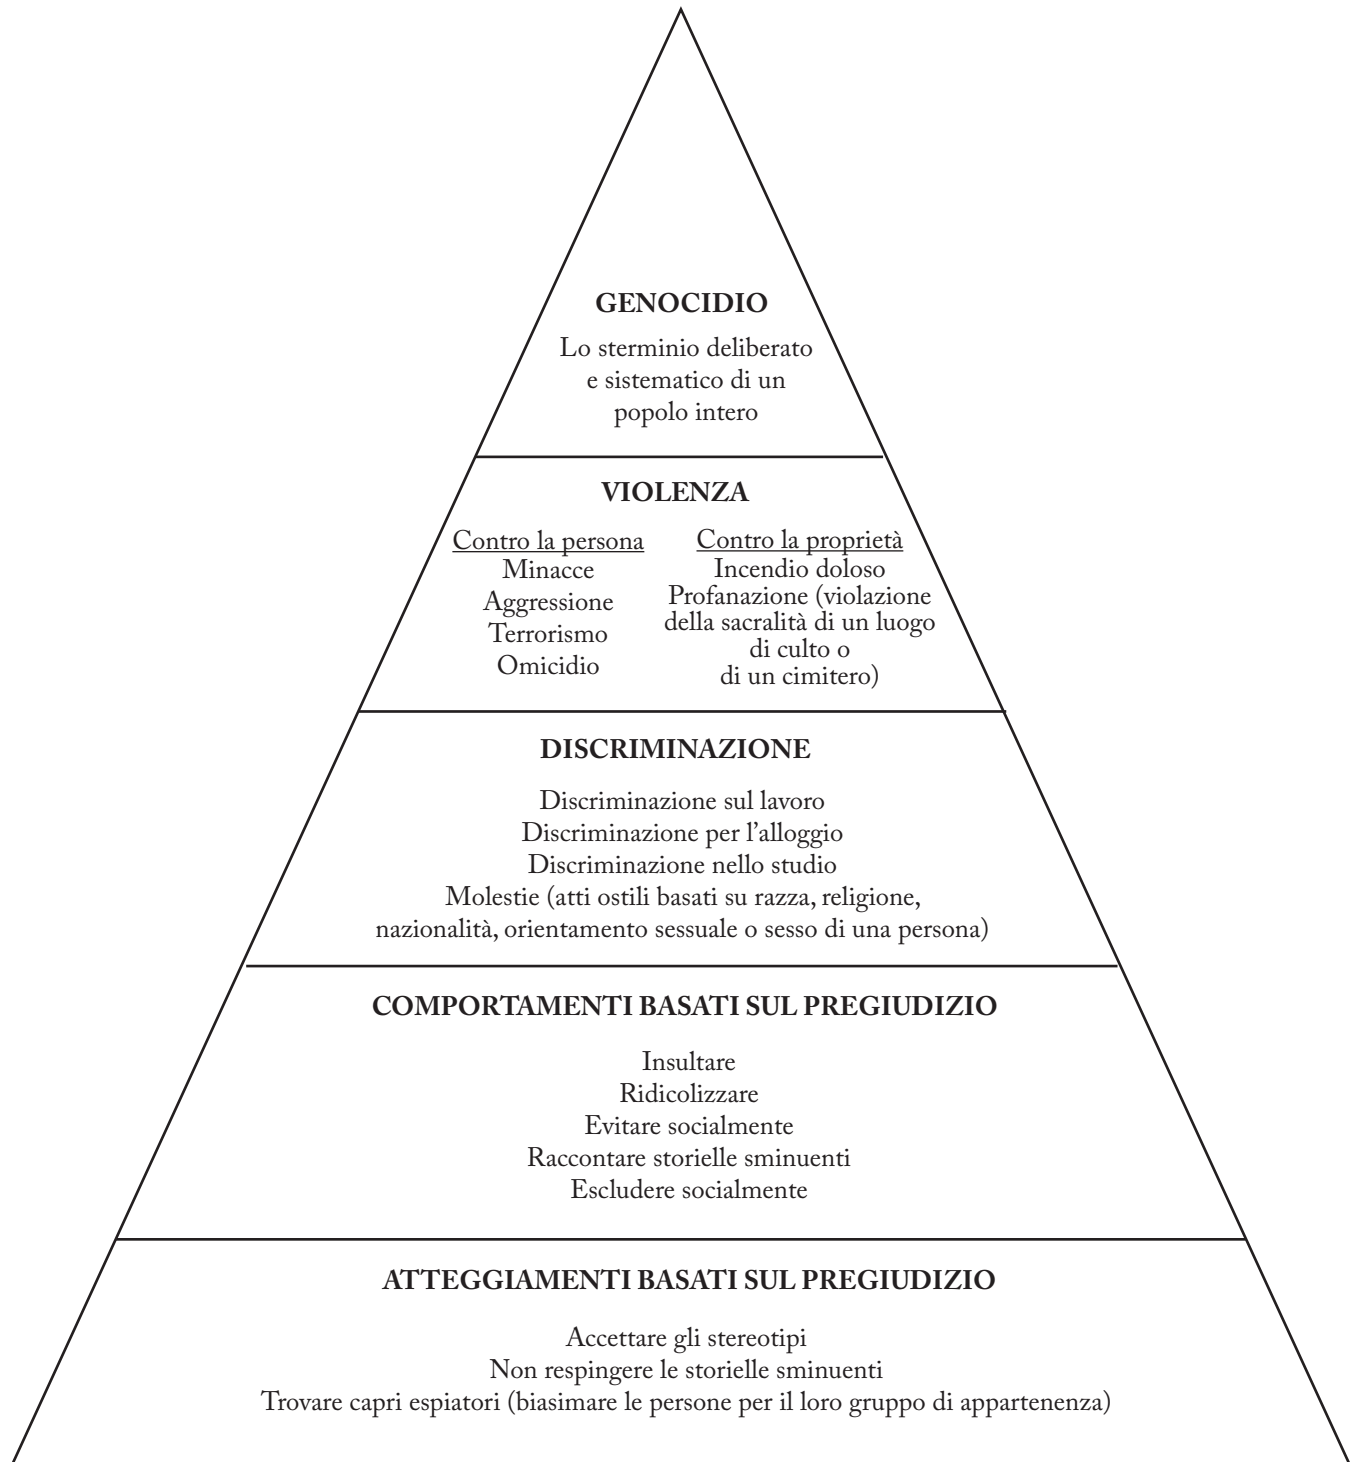 GENOCIDIO
Lo sterminio deliberato
e sistematico di un
popolo intero
VIOLENZA
Contro la persona
Minacce
Aggressione
Terrorismo
Omicidio
Contro la proprietà
Incendio doloso
Profanazione (violazione
della sacralità di un luogo
di culto o
di un cimitero)
DISCRIMINAZIONE
Discriminazione sul lavoro
Discriminazione per l’alloggio
Discriminazione nello studio
Molestie (atti ostili basati su razza, religione,
nazionalità, orientamento sessuale o sesso di una persona)
COMPORTAMENTI BASATI SUL PREGIUDIZIO
Insultare
Ridicolizzare
Evitare socialmente
Raccontare storielle sminuenti
Escludere socialmente
ATTEGGIAMENTI BASATI SUL PREGIUDIZIO
Accettare gli stereotipi
Non respingere le storielle sminuenti
Trovare capri espiatori (biasimare le persone per il loro gruppo di appartenenza)